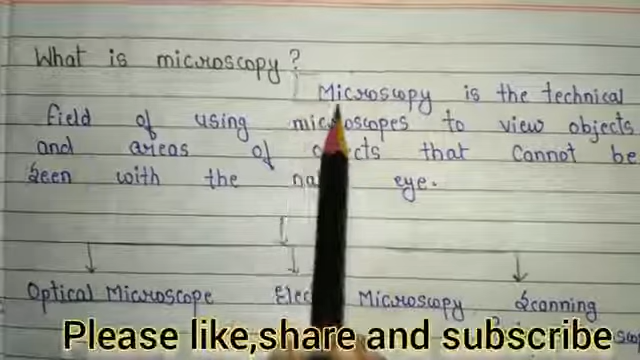 What is microscopy?
Microscopy is the technical
field of using microscopes to view objects
and areas of objects that cannot be
seen with the eye.
Optical Microscope Microscopy Scanning
Please like,share and subscribe